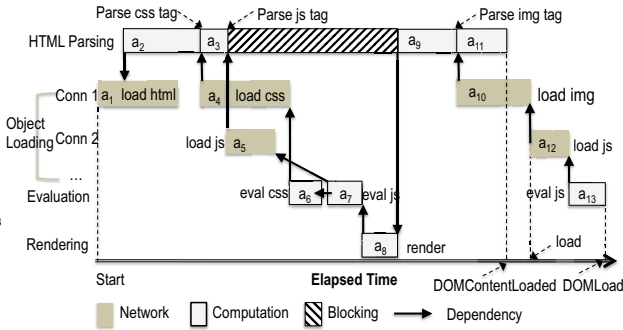 Parse css tag
Parse js tag
Parse img tag
HTML Parsing
a2
a3
a9
a11
Conn 1
a1 load html
a4 load css
a10
load img
Object
Loading
Conn 2
load js
a5
a12
load js
...
Evaluation
eval css
a6
a7
eval js
eval js
a13
Rendering
a8
render
load
Start
Elapsed Time
DOMContentLoaded
DOMLoad
Network
Computation
Blocking
Dependency